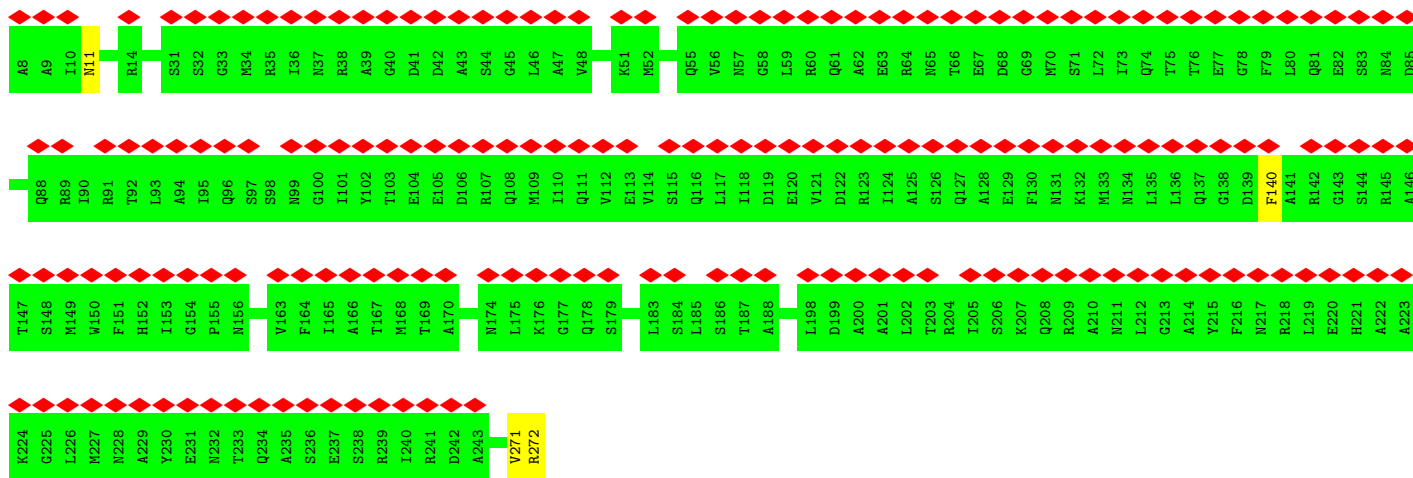 A8 A9 I10 N11 R14 S31 S32 G33 M34 R35 I36 N37 R38 A39 G40 D41 D42 A43 S44 G45 L46 A47 V48 K51 M52 Q55 V56 N57 G58 L59 R60 Q61 A62 E63 R64 N65 T66 E67 D68 G69 M70 S71 L72 I73 Q74 T75 T76 E77 G78 F79 L80 Q81 E82 S83 N84 D85
Q88 R89 I90 R91 T92 L93 A94 I95 Q96 S97 S98 N99 G100 I101 Y102 T103 E104 E105 D106 R107 Q108 M109 I110 Q111 V112 E113 V114 S115 Q116 L117 I118 D119 E120 V121 D122 R123 I124 A125 S126 Q127 A128 E129 F130 N131 K132 M133 N134 L135 L136 Q137 G138 D139 F140 A141 R142 G143 S144 R145 A146
T147 S148 M149 W150 F151 H152 I153 G154 P155 N156 V163 F164 I165 A166 T167 M168 T169 A170 N174 L175 K176 G177 Q178 S179 L183 S184 L185 S186 T187 A188 L198 D199 A200 A201 L202 T203 R204 I205 S206 K207 Q208 R209 A210 N211 L212 G213 A214 Y215 F216 N217 R218 L219 E220 H221 A222 A223
K224 G225 L226 M227 N228 A229 Y230 E231 N232 T233 Q234 A235 S236 E237 S238 R239 I240 R241 D242 A243 V271 R272